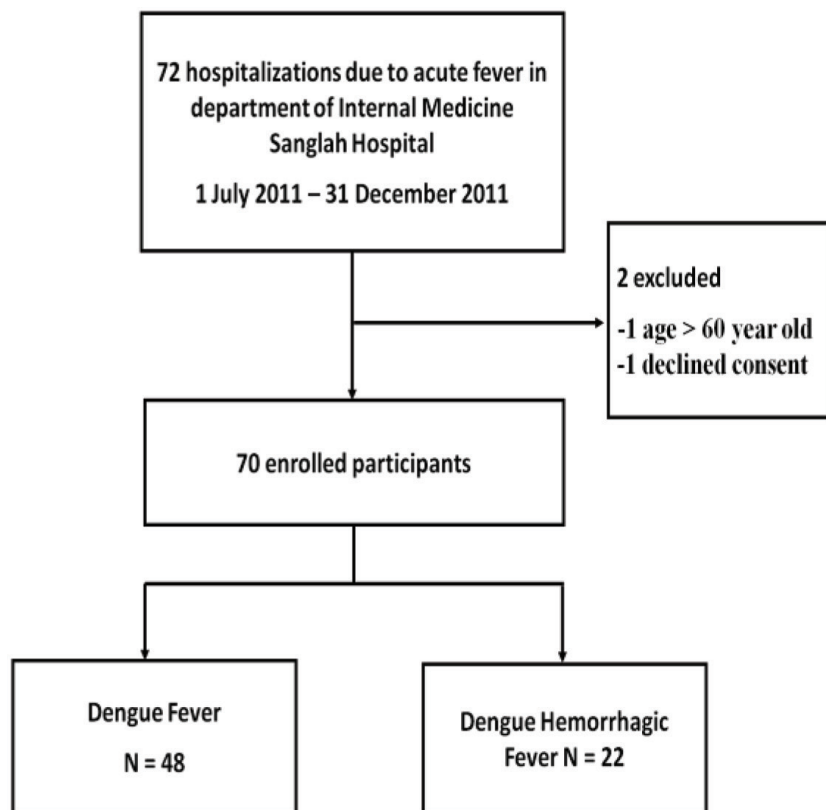 72 hospitalizations due to acute fever in
department of Internal Medicine
Sanglah Hospital
1 July 2011 – 31 December 2011
2 excluded
-1 age > 60 year old
-1 declined consent
70 enrolled participants
Dengue Fever
N = 48
Dengue Hemorrhagic
Fever N = 22